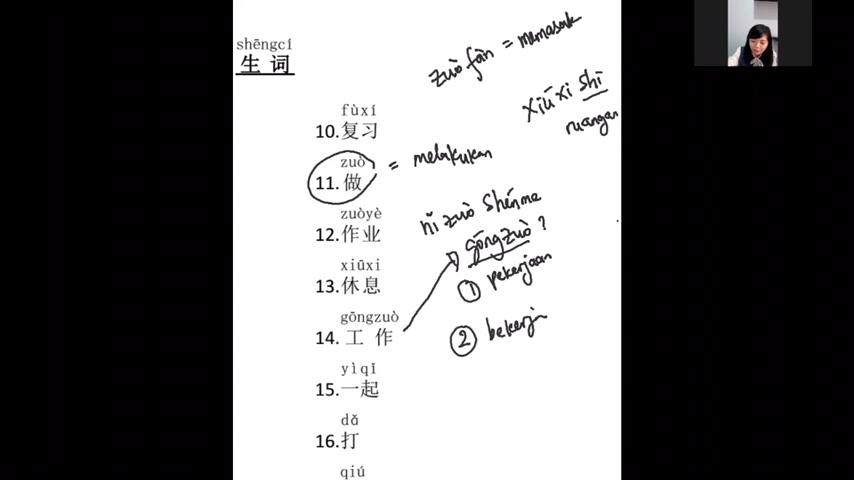 shēngcí
生词
zuò fàn = memasak
xiūxi shì
ruangan
fùxí
10.复习
zuò
11.做 = melakukan
zuòyè
12.作业
nǐ zuò shénme
gōngzuò?
xiūxi
13.休息
① pekerjaan
gōngzuò
14.工作
② bekerja
yìqǐ
15.一起
dǎ
16.打
qiú